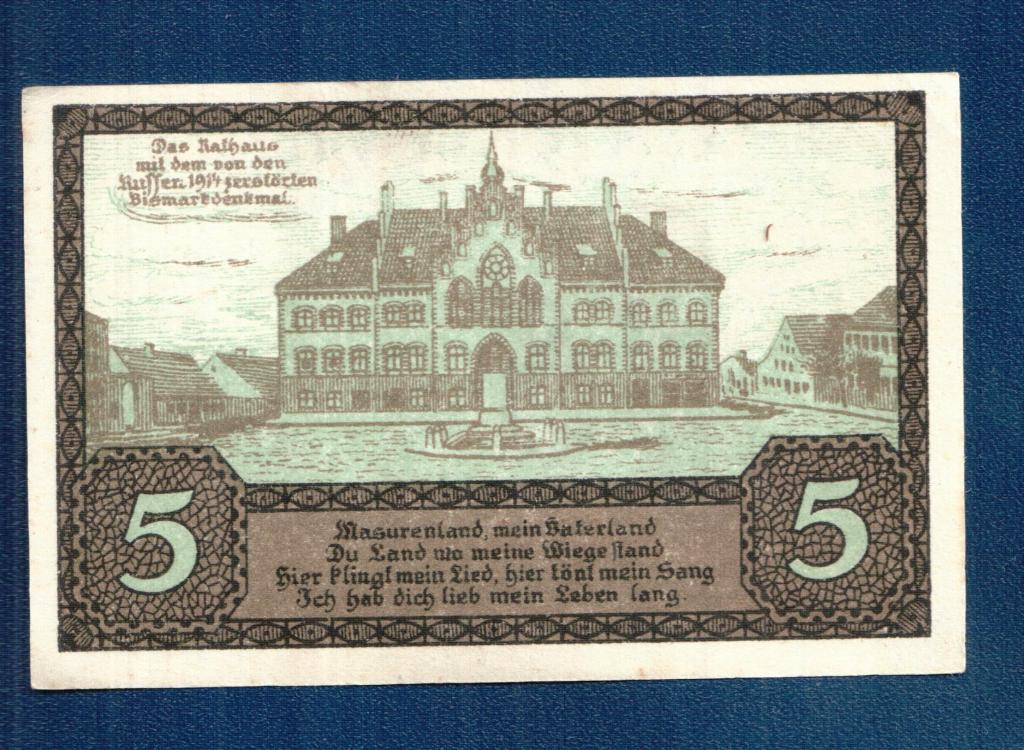 Das Rathaus
mit dem von den
Russen 1914 zerstörten
Bismarkdenkmal.
5
5
Masurenland, mein Vaterland
Du Land wo meine Wiege stand
Hier klingt mein Lied, hier tönt mein Sang
Ich hab dich lieb mein Leben lang.